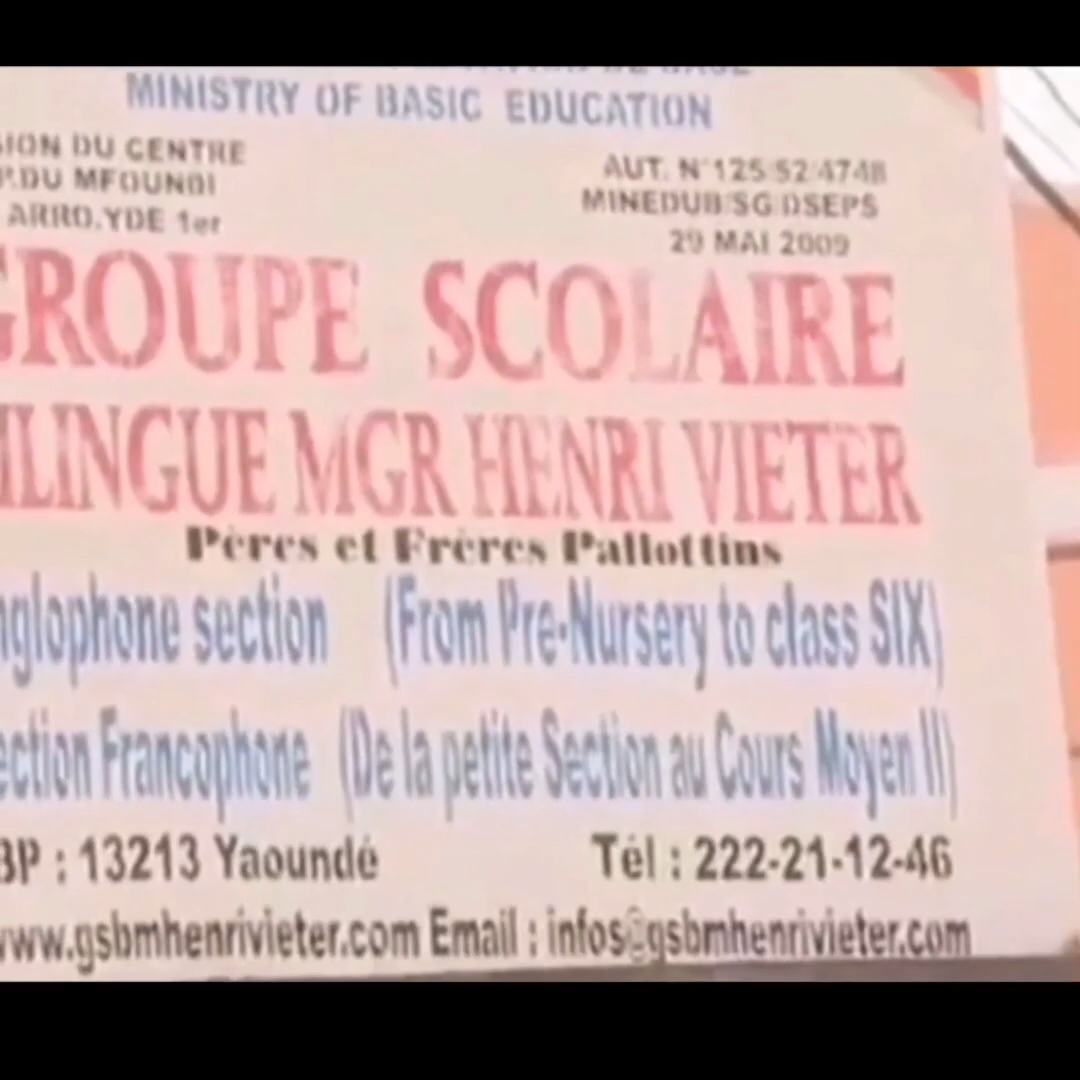 MINISTRY OF BASIC EDUCATION
ION DU CENTRE
P.DU MFOUNDI
ARRO.YDE 1er
AUT. N°125/52/4748
MINEDUB/SG/DSEPS
29 MAI 2009
GROUPE SCOLAIRE
ILINGUE MGR HENRI VIETER
Pères et Frères Pallottins
nglophone section (From Pre-Nursery to class SIX)
ection Francophone (De la petite Section au Cours Moyen II)
BP : 13213 Yaoundé Tél : 222-21-12-46
www.gsbmhenrivieter.com Email : infos@gsbmhenrivieter.com